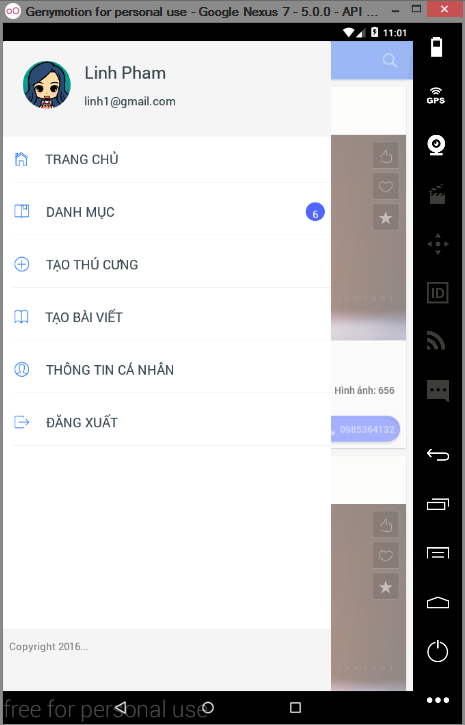 Genymotion for personal use - Google Nexus 7 - 5.0.0 - API ...
11:01
Linh Pham
linh1@gmail.com
GPS
TRANG CHỦ
DANH MỤC
6
TẠO THÚ CƯNG
ID
TẠO BÀI VIẾT
THÔNG TIN CÁ NHÂN
Hình ảnh: 656
ĐĂNG XUẤT
0985364132
Copyright 2016...
free for personal use